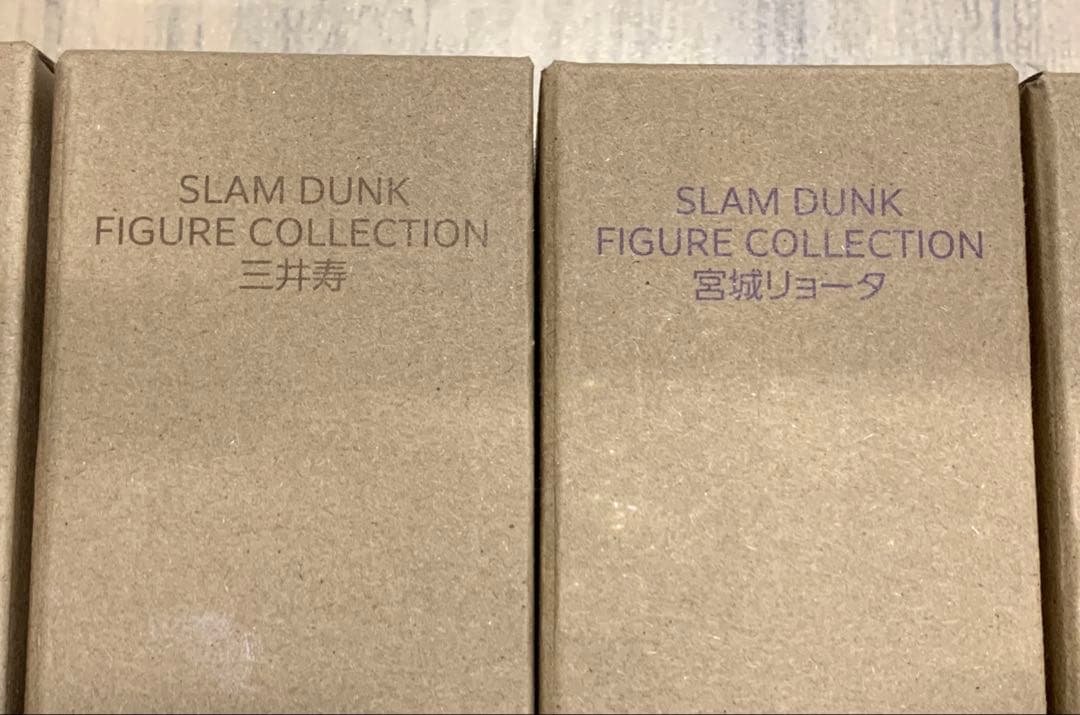 SLAM DUNK
FIGURE COLLECTION
三井寿
SLAM DUNK
FIGURE COLLECTION
宮城リョータ